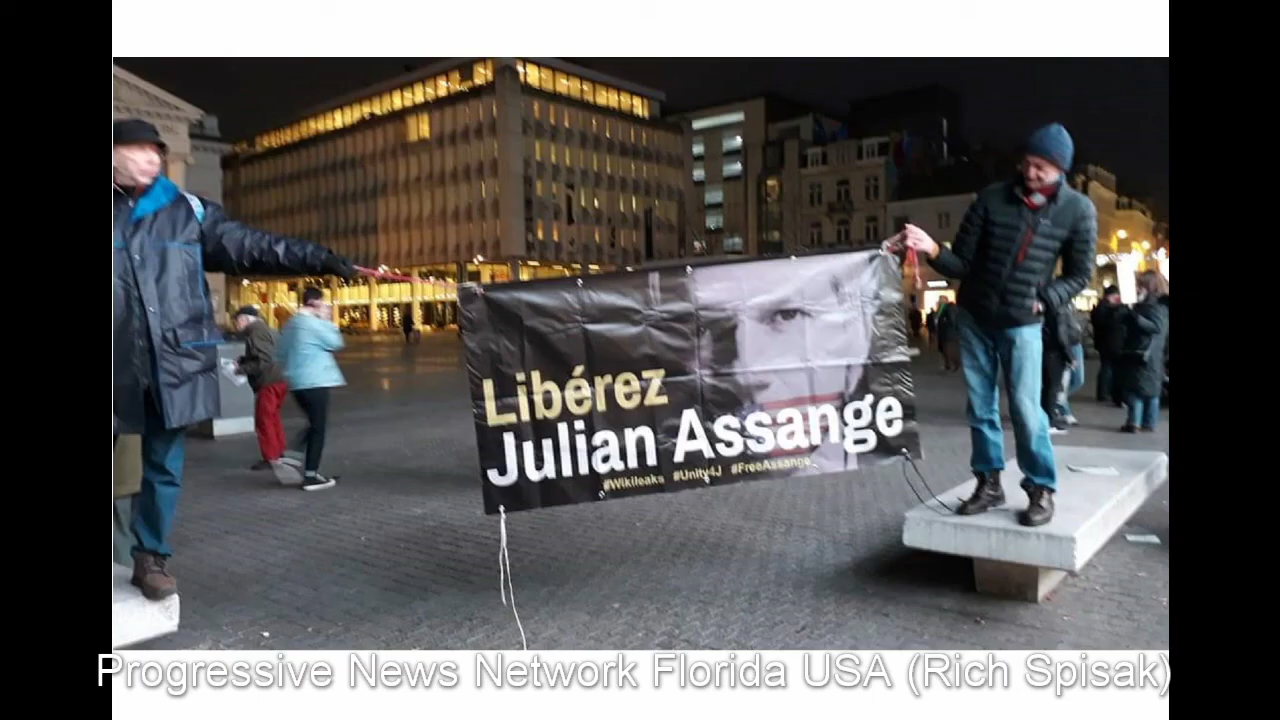 Libérez
Julian Assange
#Wikileaks #Unity4J #FreeAssange
Progressive News Network Florida USA (Rich Spisak)